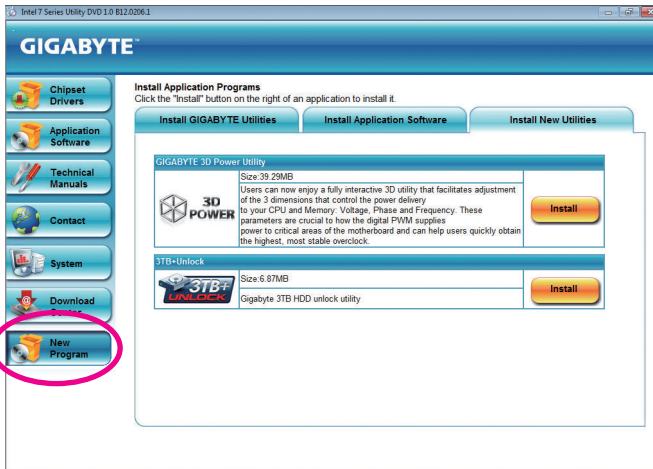 Intel 7 Series Utility DVD 1.0 B12.0206.1
GIGABYTE™
Chipset
Drivers
Application
Software
Technical
Manuals
Contact
System
Download
Center
New
Program
Install Application Programs
Click the "Install" button on the right of an application to install it.
Install GIGABYTE Utilities
Install Application Software
Install New Utilities
GIGABYTE 3D Power Utility
3D
POWER
Size:39.29MB
Users can now enjoy a fully interactive 3D utility that facilitates adjustment
of the 3 dimensions that control the power delivery
to your CPU and Memory: Voltage, Phase and Frequency. These
parameters are crucial to how the digital PWM supplies
power to critical areas of the motherboard and can help users quickly obtain
the highest, most stable overclock.
Install
3TB+Unlock
3TB+
UNLOCK
Size:6.87MB
Gigabyte 3TB HDD unlock utility
Install